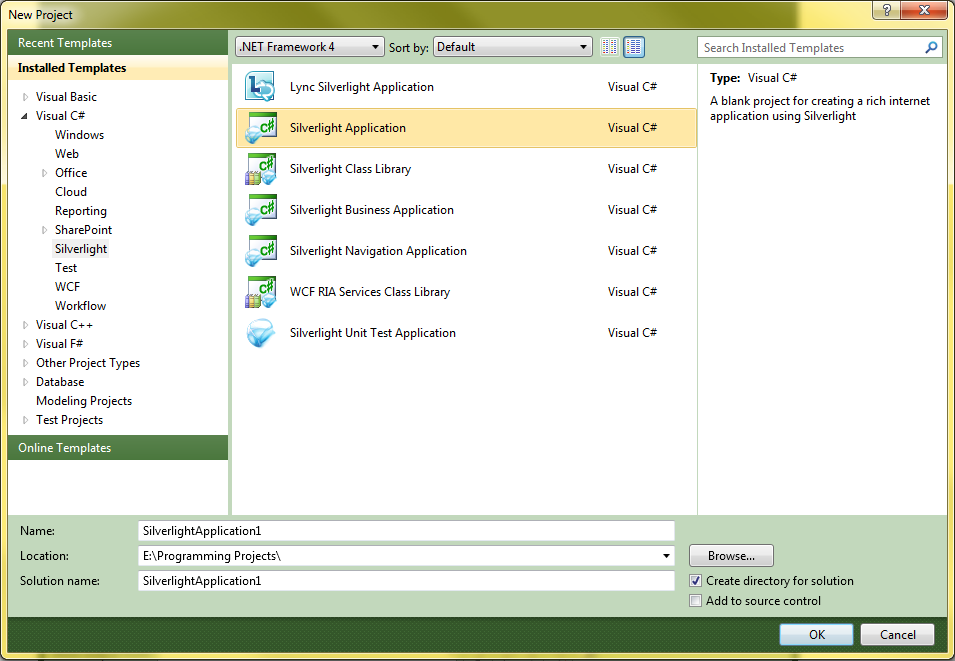 New Project
Recent Templates
Installed Templates
Visual Basic
Visual C#
Windows
Web
Office
Cloud
Reporting
SharePoint
Silverlight
Test
WCF
Workflow
Visual C++
Visual F#
Other Project Types
Database
Modeling Projects
Test Projects
Online Templates
.NET Framework 4 Sort by: Default
Lync Silverlight Application Visual C#
Silverlight Application Visual C#
Silverlight Class Library Visual C#
Silverlight Business Application Visual C#
Silverlight Navigation Application Visual C#
WCF RIA Services Class Library Visual C#
Silverlight Unit Test Application Visual C#
Search Installed Templates
Type: Visual C#
A blank project for creating a rich internet
application using Silverlight
Name: SilverlightApplication1
Location: E:\Programming Projects\ Browse...
Solution name: SilverlightApplication1
Create directory for solution
Add to source control
OK Cancel